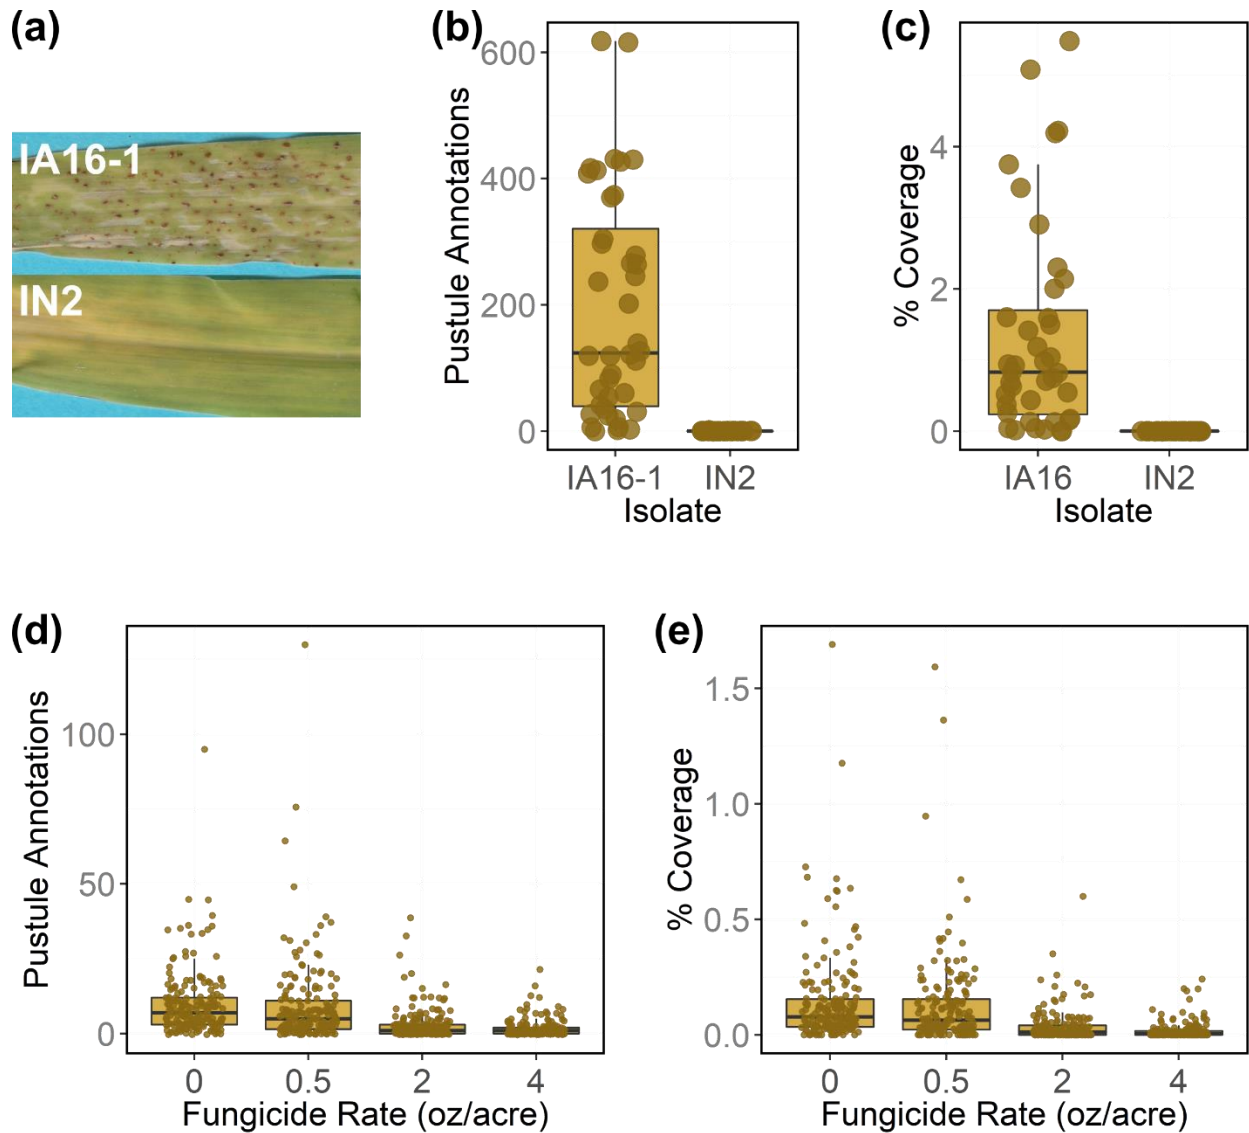 (a)
IA16-1
IN2
(b)
Pustule Annotations
600
400
200
0
IA16-1 IN2
Isolate
(c)
% Coverage
4
2
0
IA16 IN2
Isolate
(d)
Pustule Annotations
100
50
0
0 0.5 2 4
Fungicide Rate (oz/acre)
(e)
% Coverage
1.5
1.0
0.5
0.0
0 0.5 2 4
Fungicide Rate (oz/acre)